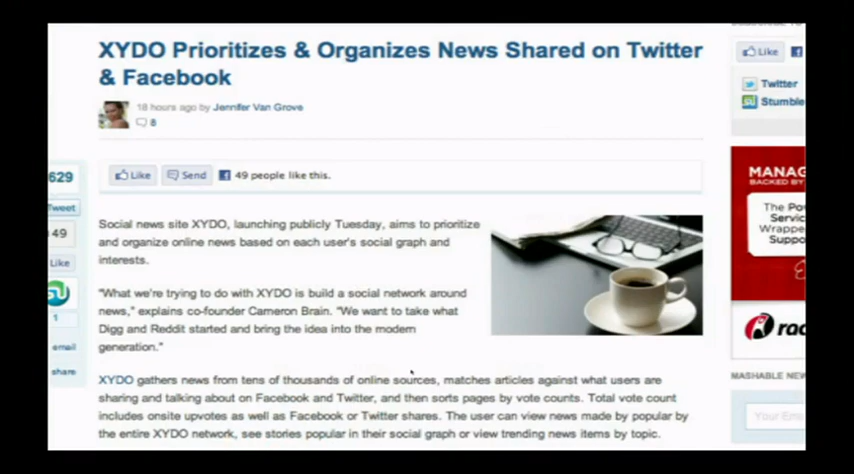 XYDO Prioritizes & Organizes News Shared on Twitter
& Facebook
18 hours ago by Jennifer Van Grove
8
Like
Send
49 people like this.
Social news site XYDO, launching publicly Tuesday, aims to prioritize
and organize online news based on each user's social graph and
interests.
"What we're trying to do with XYDO is build a social network around
news," explains co-founder Cameron Brain. "We want to take what
Digg and Reddit started and bring the idea into the modern
generation."
XYDO gathers news from tens of thousands of online sources, matches articles against what users are
sharing and talking about on Facebook and Twitter, and then sorts pages by vote counts. Total vote count
includes onsite upvotes as well as Facebook or Twitter shares. The user can view news made by popular by
the entire XYDO network, see stories popular in their social graph or view trending news items by topic.
629
Tweet
49
Like
1
email
share
Like
Twitter
Stumble
MANAG
BACKED BY
The Po
Servic
Wrappe
Suppo
rac
MASHABLE NEW
Your Em